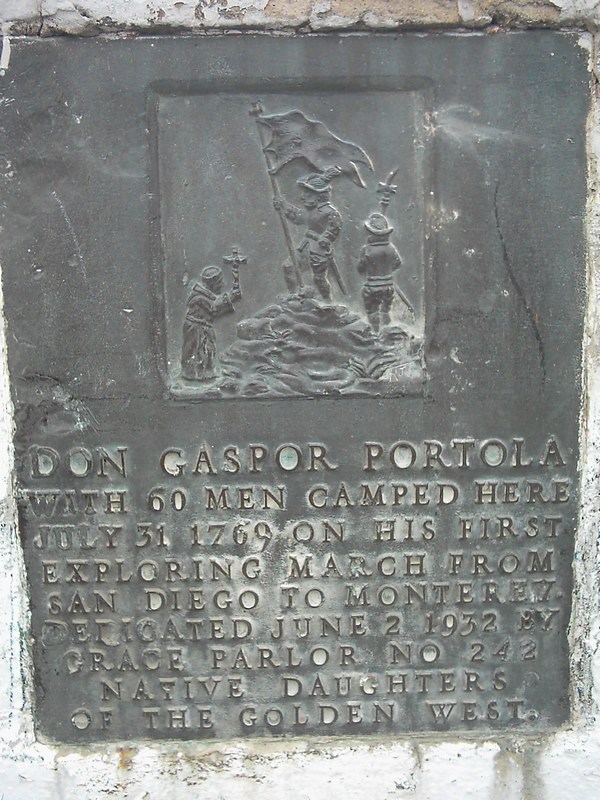 DON GASPOR PORTOLA
WITH 60 MEN CAMPED HERE
JULY 31 1769 ON HIS FIRST
EXPLORING MARCH FROM
SAN DIEGO TO MONTEREY.
DEDICATED JUNE 2 1932 BY
GRACE PARLOR NO 242
NATIVE DAUGHTERS
OF THE GOLDEN WEST.